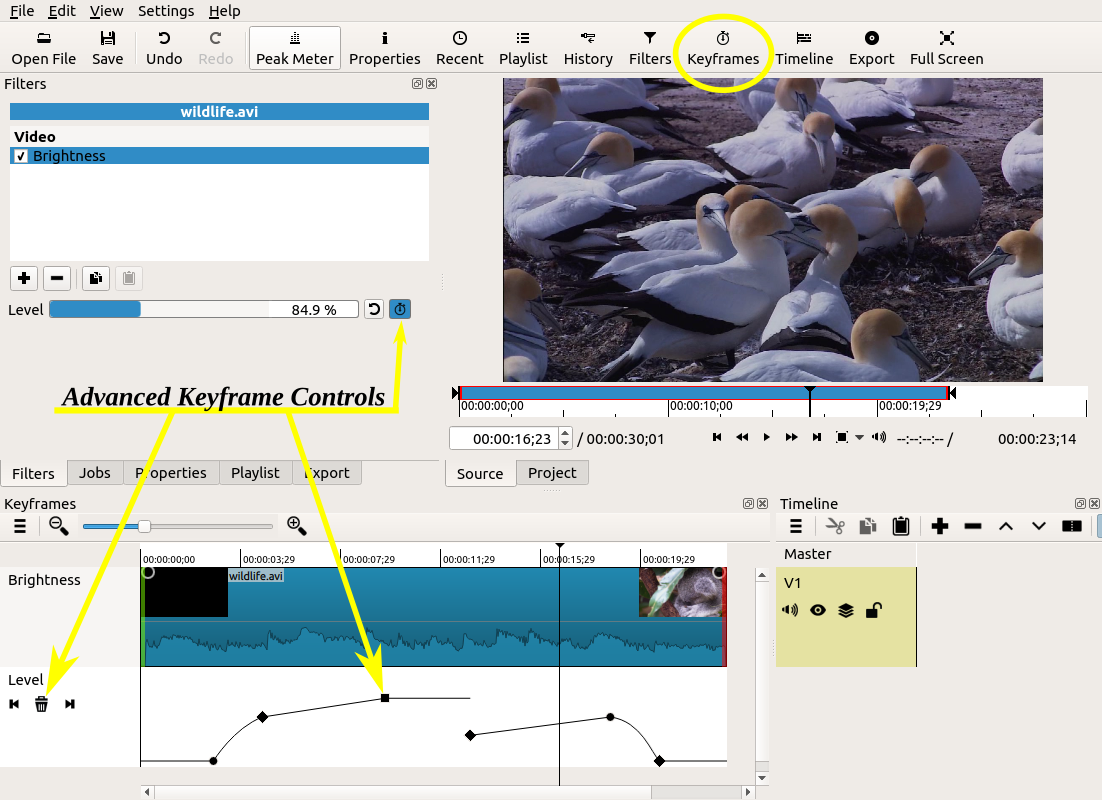 File Edit View Settings Help
Open File Save Undo Redo Peak Meter Properties Recent Playlist History Filters Keyframes Timeline Export Full Screen
Filters
wildlife.avi
Video
Brightness
Level 84.9 %
Advanced Keyframe Controls
00:00:00;00 00:00:10;00 00:00:19;29
00:00:16;23 / 00:00:30;01 --:--:--:-- / 00:00:23;14
Filters Jobs Properties Playlist Export
Source Project
Keyframes
Timeline
00:00:00;00 00:00:03;29 00:00:07;29 00:00:11;29 00:00:15;29 00:00:19;29
Master
Brightness
wildlife.avi
V1
Level